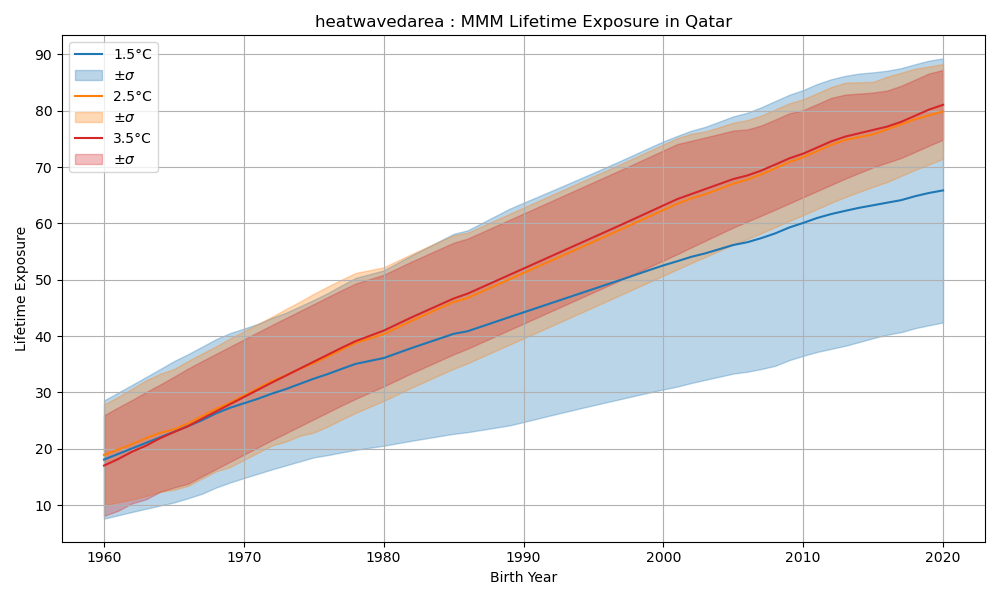 heatwavedarea : MMM Lifetime Exposure in Qatar
1.5°C
±σ
2.5°C
±σ
3.5°C
±σ
Lifetime Exposure
90
80
70
60
50
40
30
20
10
1960
1970
1980
1990
2000
2010
2020
Birth Year